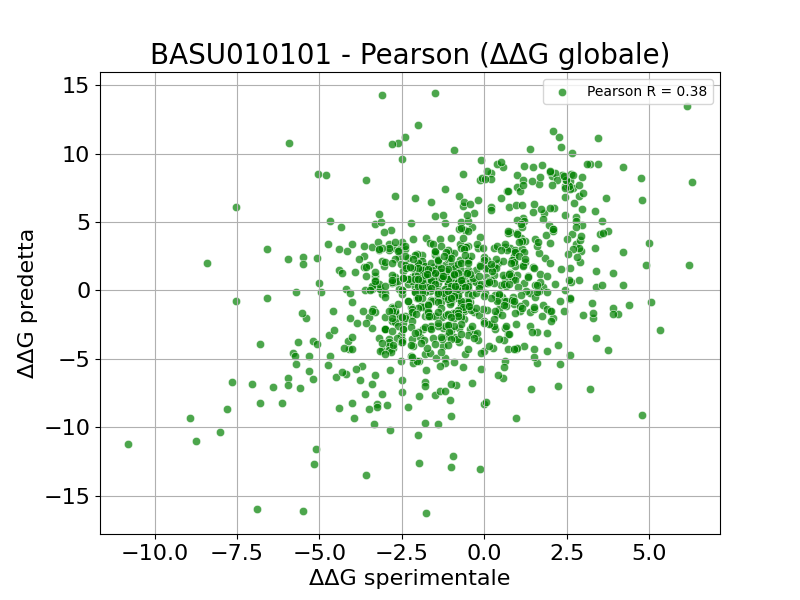 BASU010101 - Pearson (ΔΔG globale)
Pearson R = 0.38
15
10
5
0
−5
−10
−15
ΔΔG predetta
−10.0 −7.5 −5.0 −2.5 0.0 2.5 5.0
ΔΔG sperimentale